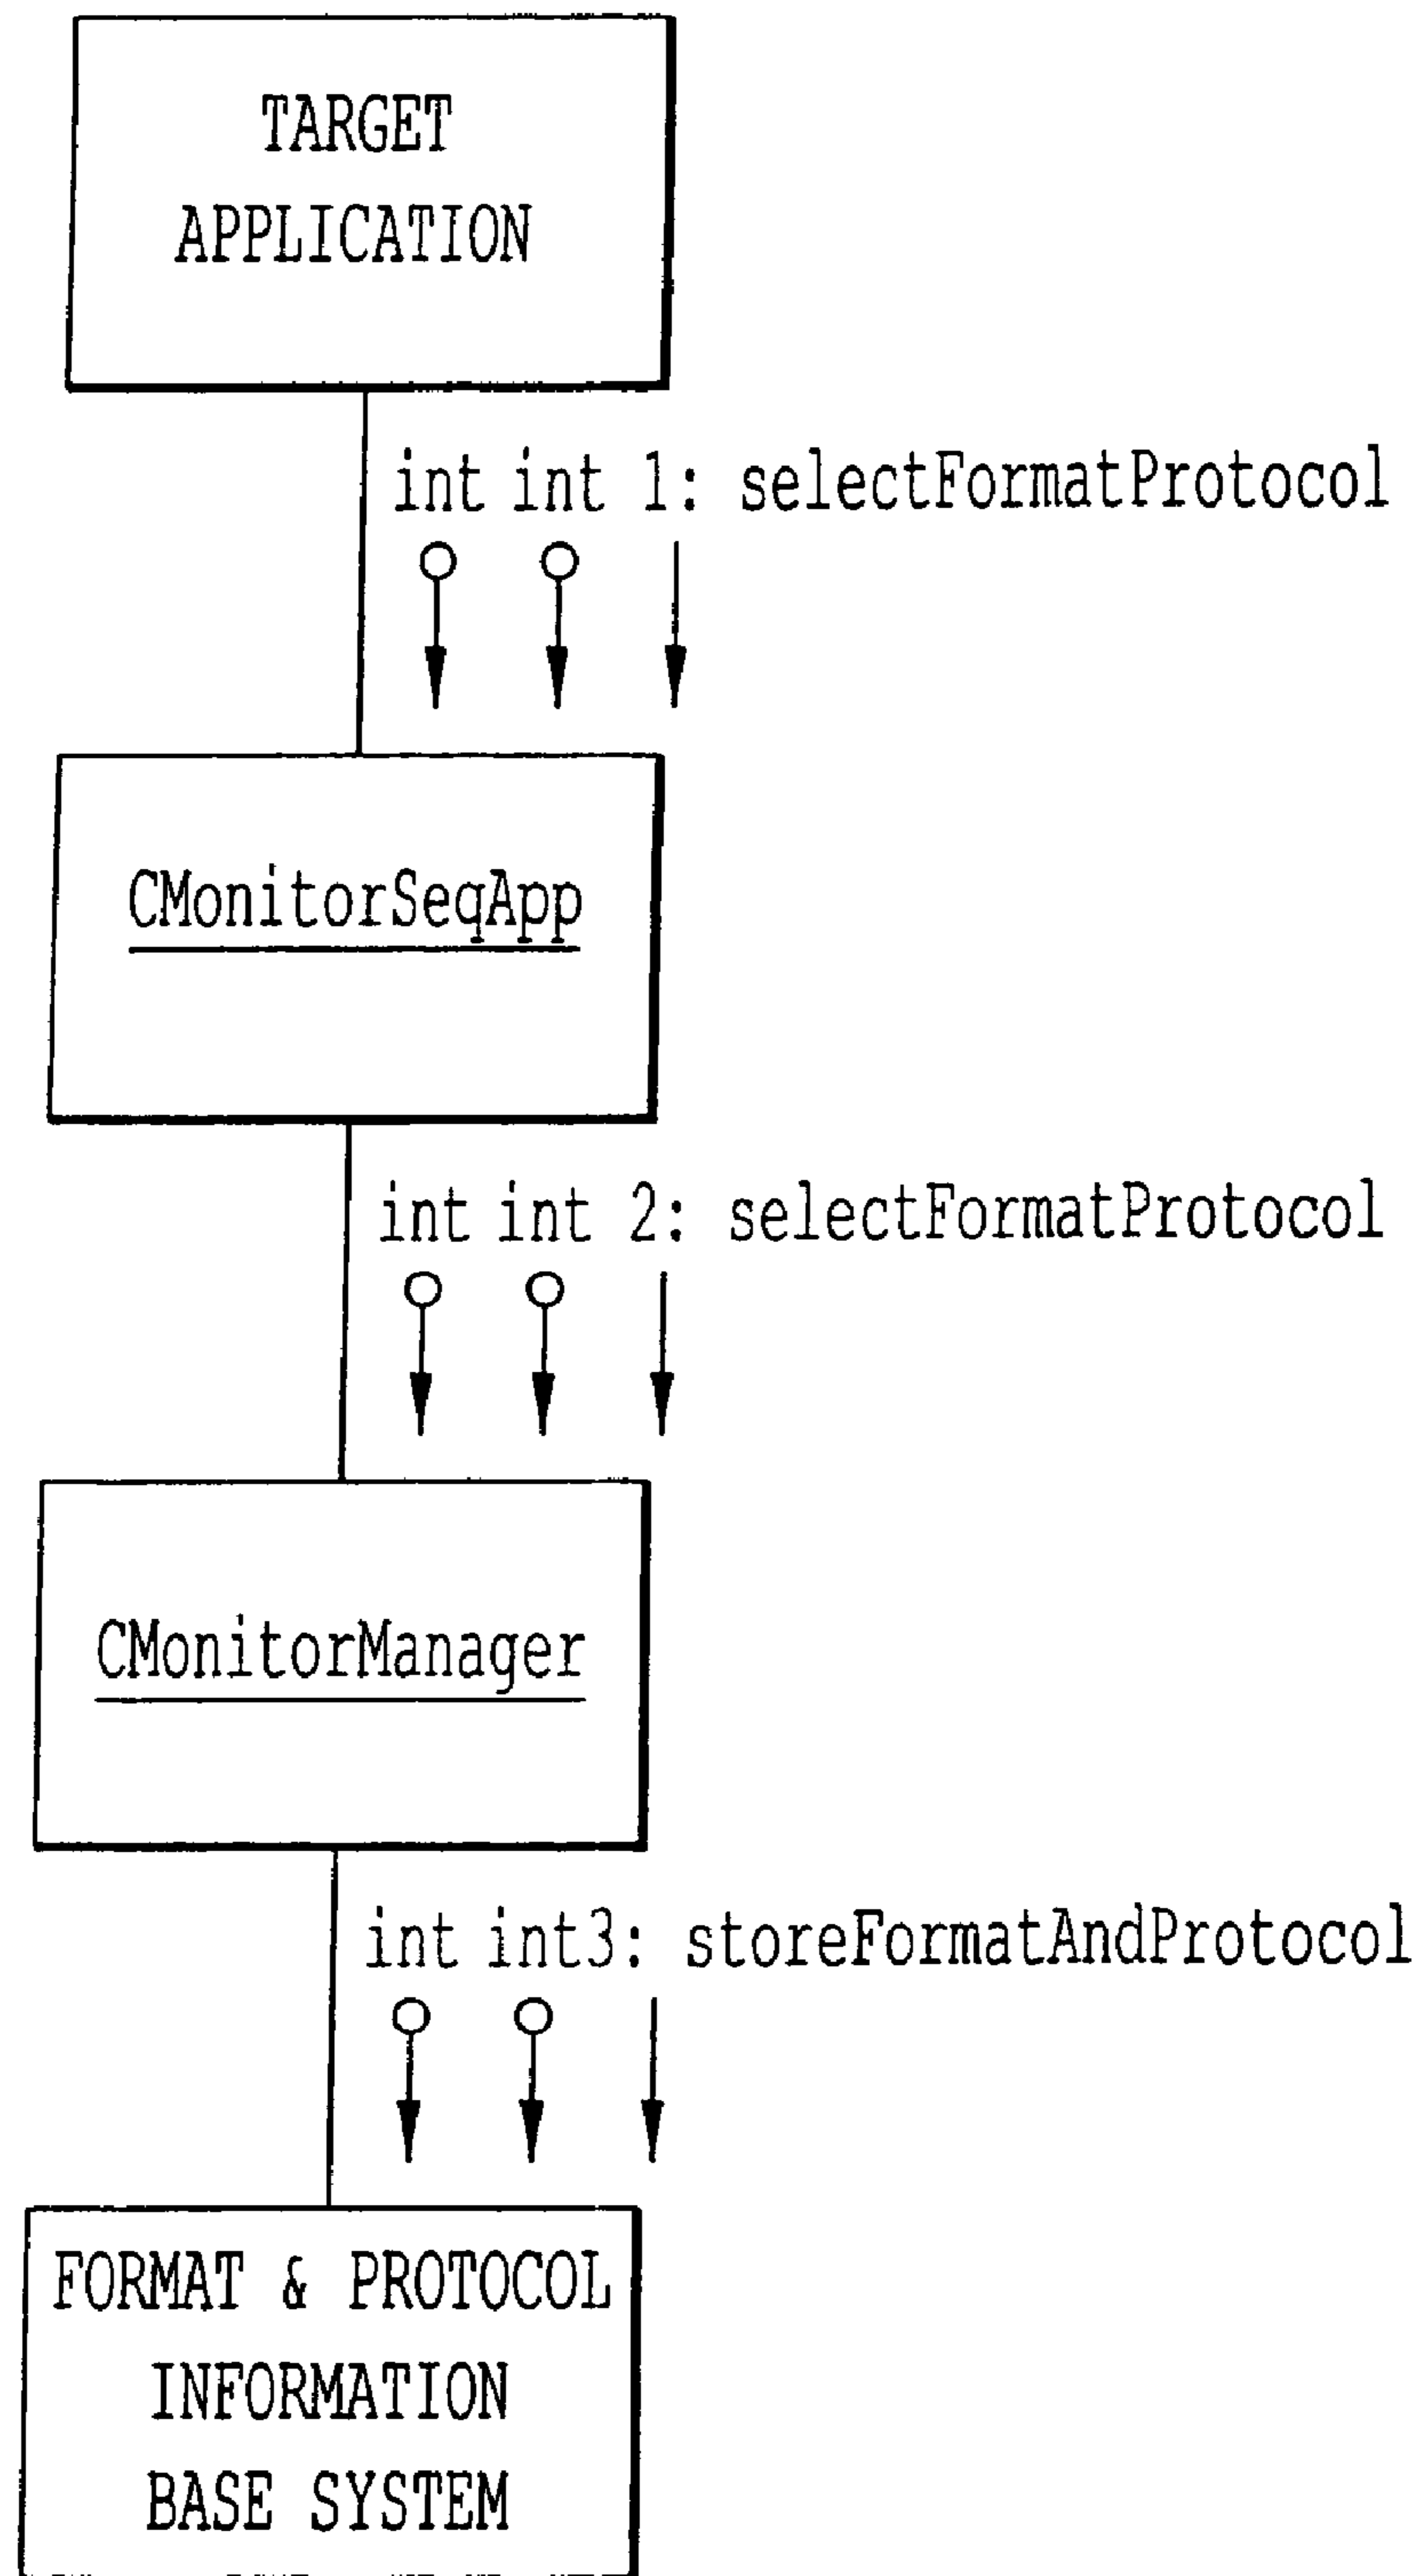 TARGET
APPLICATION
int int 1: selectFormatProtocol
CMonitorSeqApp
int int 2: selectFormatProtocol
CMonitorManager
int int3: storeFormatAndProtocol
FORMAT & PROTOCOL
INFORMATION
BASE SYSTEM